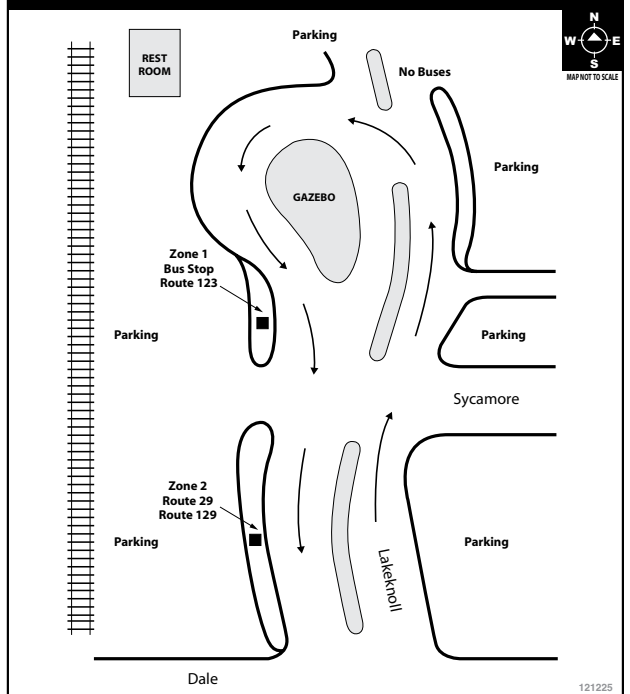 Parking
N
W E
S
MAP NOT TO SCALE
REST
ROOM
No Buses
Parking
GAZEBO
Zone 1
Bus Stop
Route 123
Parking
Parking
Sycamore
Zone 2
Route 29
Route 129
Parking
Parking
Lakeknoll
Dale
121225